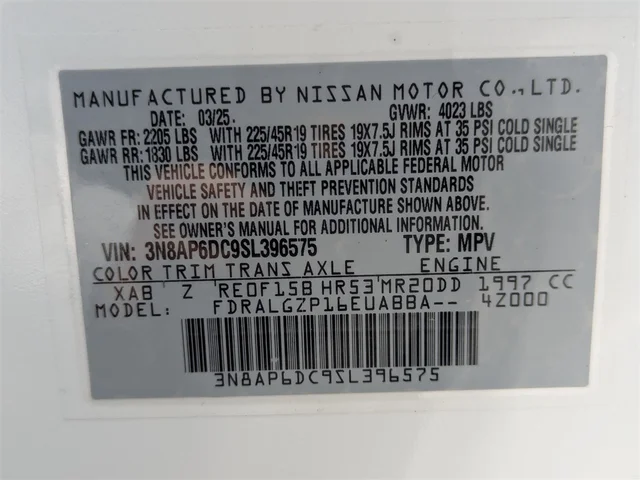 MANUFACTURED BY NISSAN MOTOR CO.,LTD.
DATE: 03/25. GVWR: 4023 LBS
GAWR FR: 2205 LBS WITH 225/45R19 TIRES 19X7.5J RIMS AT 35 PSI COLD SINGLE
GAWR RR: 1830 LBS WITH 225/45R19 TIRES 19X7.5J RIMS AT 35 PSI COLD SINGLE
THIS VEHICLE CONFORMS TO ALL APPLICABLE FEDERAL MOTOR
VEHICLE SAFETY AND THEFT PREVENTION STANDARDS
IN EFFECT ON THE DATE OF MANUFACTURE SHOWN ABOVE.
SEE OWNER'S MANUAL FOR ADDITIONAL INFORMATION.
VIN: 3N8AP6DC9SL396575 TYPE: MPV
COLOR TRIM TRANS AXLE ENGINE
XAB Z RE0F15B HR53 MR20DD 1997 CC
MODEL: FDRALGZP16EUABBA-- 4Z000
3N8AP6DC9SL396575